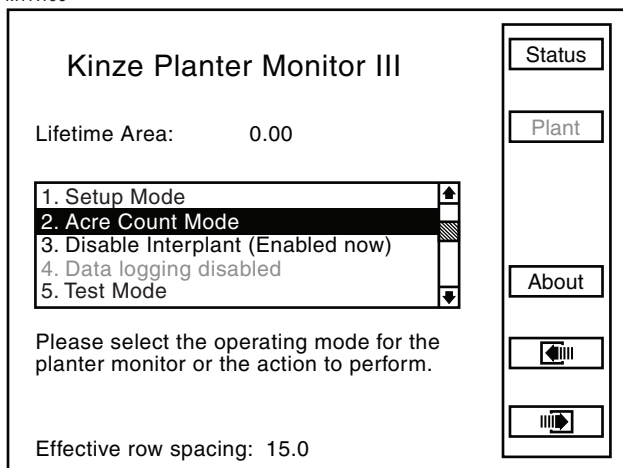 Kinze Planter Monitor III
Lifetime Area: 0.00
1. Setup Mode
2. Acre Count Mode
3. Disable Interplant (Enabled now)
4. Data logging disabled
5. Test Mode
Please select the operating mode for the
planter monitor or the action to perform.
Effective row spacing: 15.0
Status
Plant
About